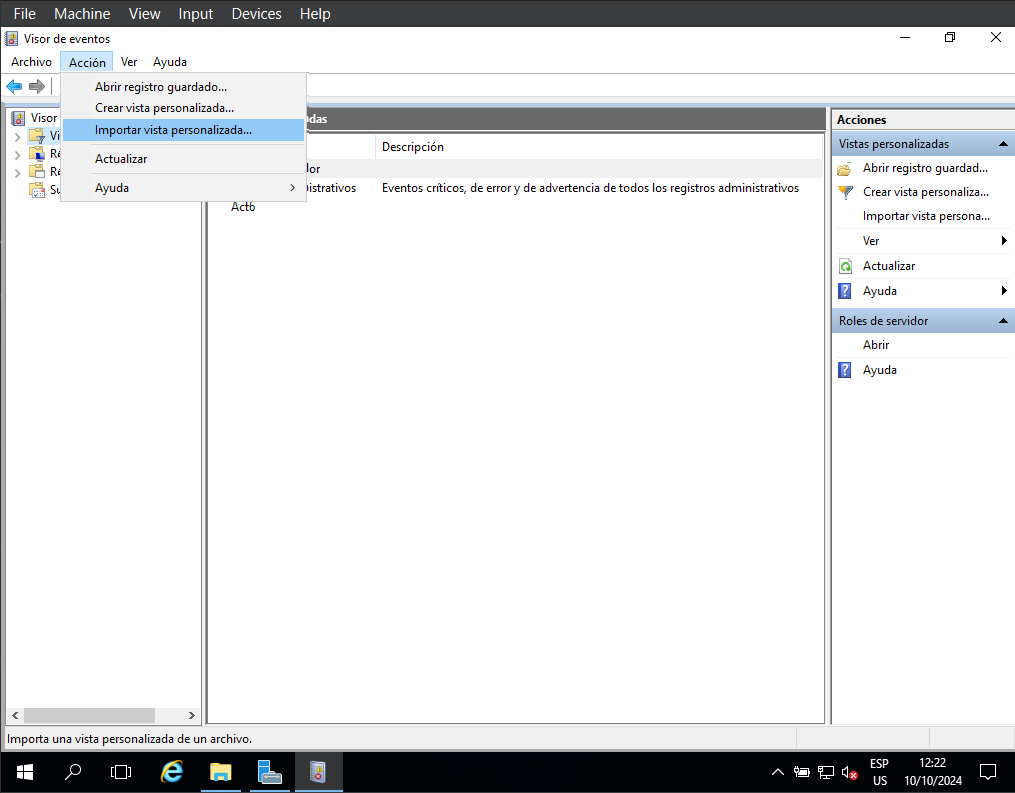 File Machine View Input Devices Help
Visor de eventos
Archivo Acción Ver Ayuda
Abrir registro guardado...
Crear vista personalizada...
Importar vista personalizada...
Actualizar
Ayuda
Visor
Vi
Re
Re
Su
das
Descripción
dor
istrativos Eventos críticos, de error y de advertencia de todos los registros administrativos
Act6
Acciones
Vistas personalizadas
Abrir registro guardad...
Crear vista personaliza...
Importar vista persona...
Ver
Actualizar
Ayuda
Roles de servidor
Abrir
Ayuda
Importa una vista personalizada de un archivo.
ESP
US
12:22
10/10/2024